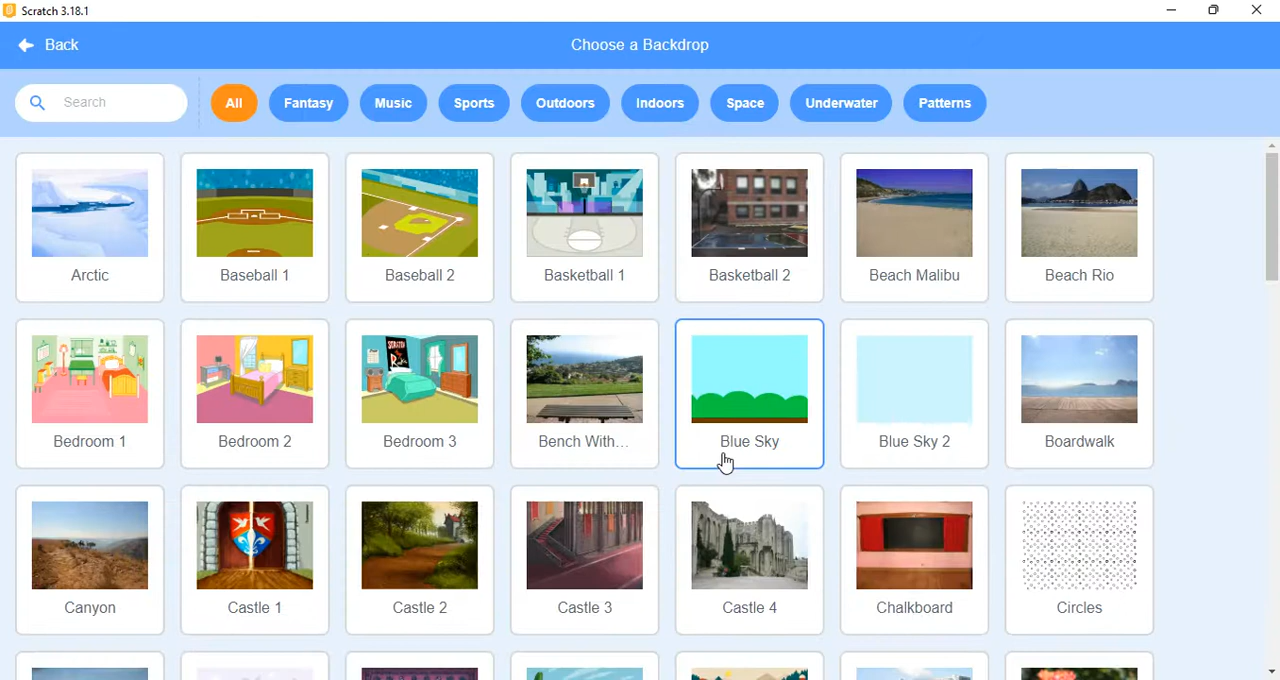 Scratch 3.18.1
Back
Choose a Backdrop
Search
All
Fantasy
Music
Sports
Outdoors
Indoors
Space
Underwater
Patterns
Arctic
Baseball 1
Baseball 2
Basketball 1
Basketball 2
Beach Malibu
Beach Rio
Bedroom 1
Bedroom 2
Bedroom 3
Bench With...
Blue Sky
Blue Sky 2
Boardwalk
Canyon
Castle 1
Castle 2
Castle 3
Castle 4
Chalkboard
Circles